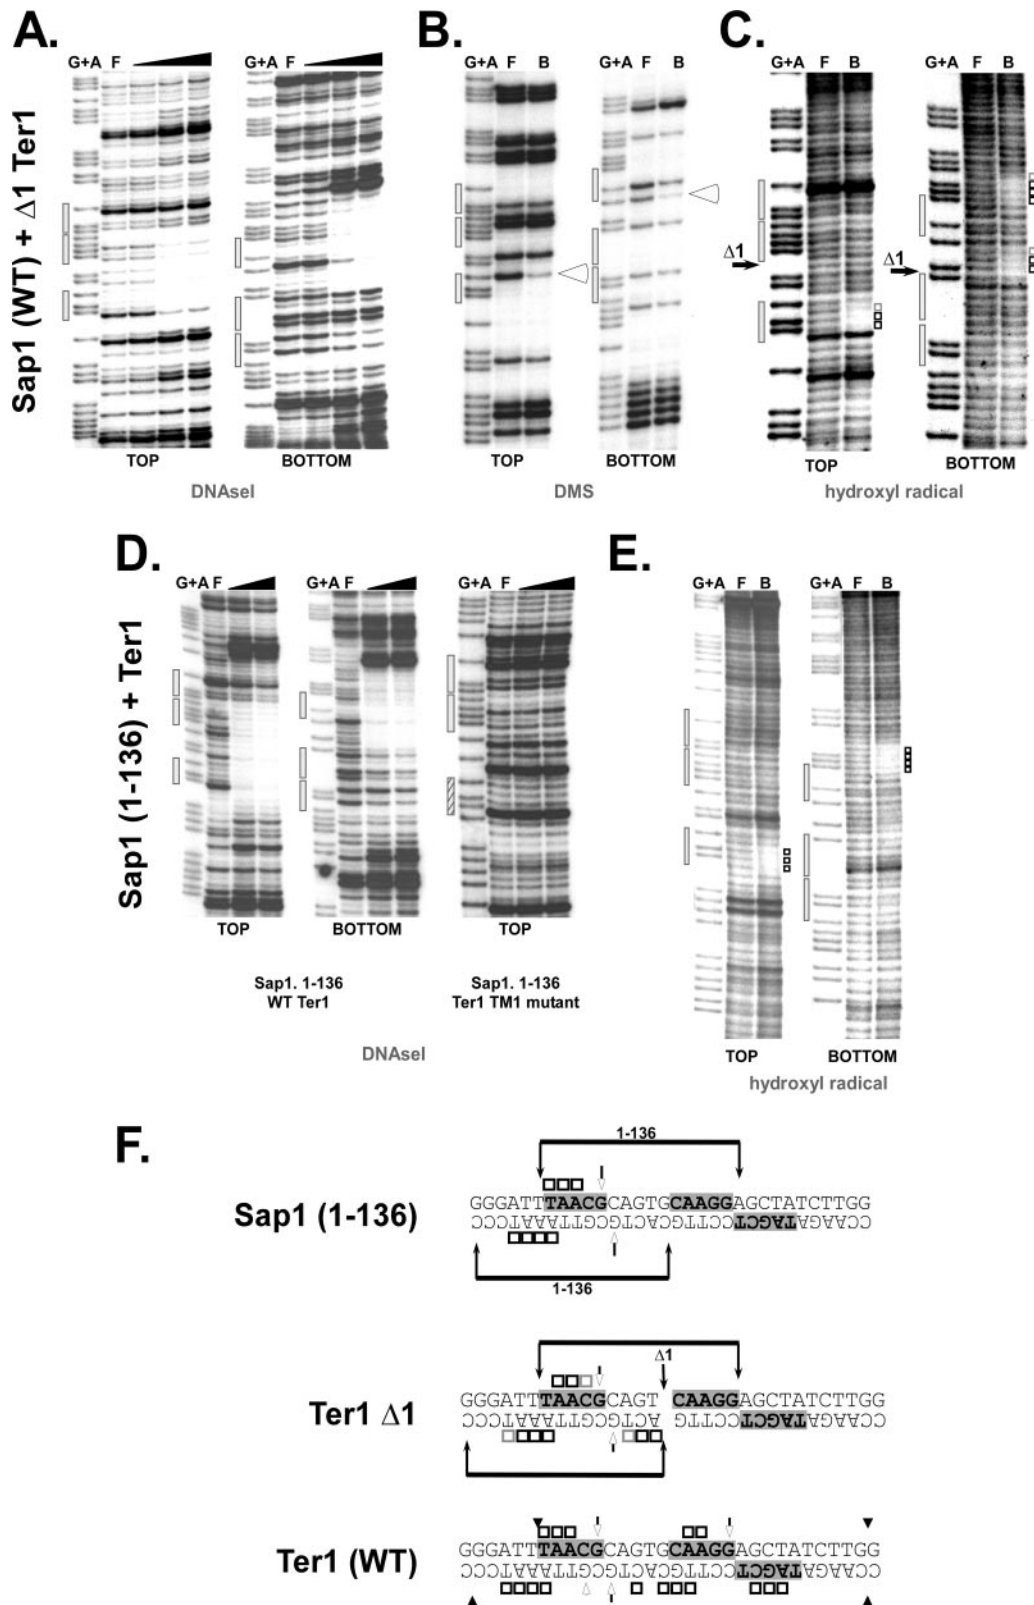 A.
B.
C.
Sap1 (WT) + Δ1 Ter1
G+A F
G+A F
G+A F B
G+A F B
G+A F B
G+A F B
Δ1
Δ1
TOP
BOTTOM
TOP
BOTTOM
TOP
BOTTOM
DNAseI
DMS
hydroxyl radical
D.
E.
Sap1 (1-136) + Ter1
G+A F
G+A F
G+A F
G+A F B
G+A F B
TOP
BOTTOM
TOP
Sap1. 1-136
WT Ter1
Sap1. 1-136
Ter1 TM1 mutant
DNAseI
TOP
BOTTOM
hydroxyl radical
F.
1-136
Sap1 (1-136)
GGGATTTAACGCAGTGCAAGGAGCTATCTTGG
CCCTAAATTGCGTCACGTTCCTCGATAGAACC
1-136
Δ1
Ter1 Δ1
GGGATTTAACGCAGT CAAGGAGCTATCTTGG
CCCTAAATTGCGTCA GTTCCTCGATAGAACC
Ter1 (WT)
GGGATTTAACGCAGTGCAAGGAGCTATCTTGG
CCCTAAATTGCGTCACGTTCCTCGATAGAACC